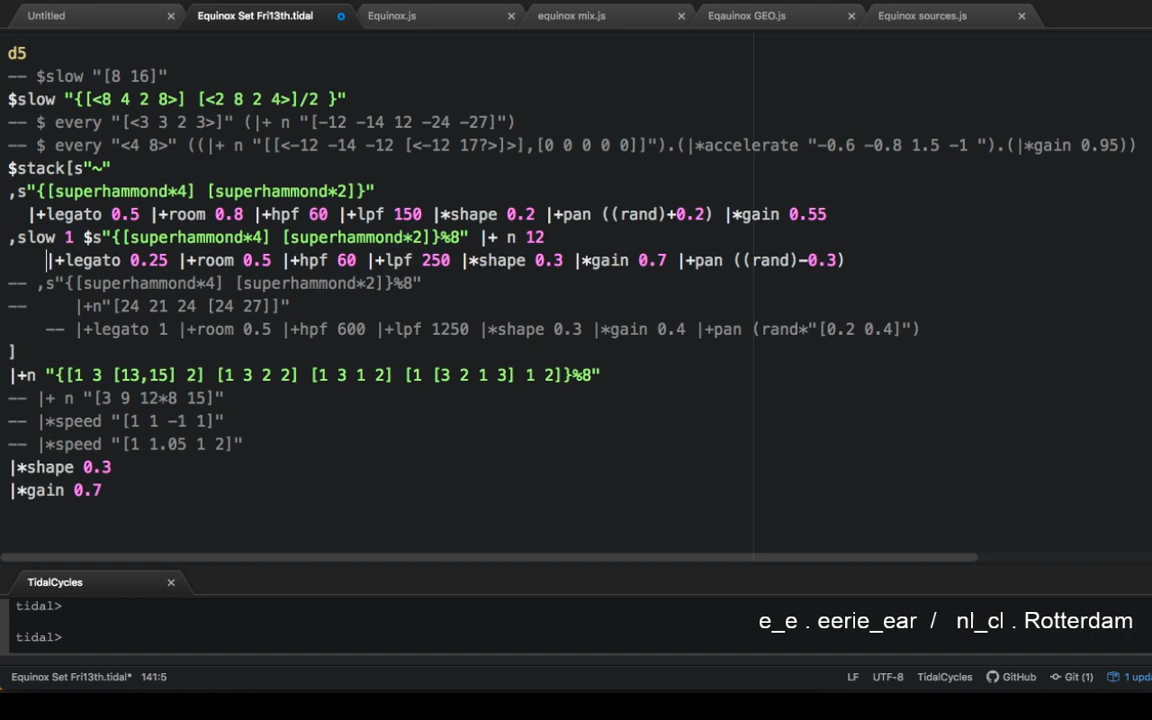 Untitled × Equinox Set Fri13th.tidal Equinox.js × equinox mix.js × Eqauinox GEO.js × Equinox sources.js ×
d5
-- $slow "[8 16]"
$slow "{[<8 4 2 8>] [<2 8 2 4>]/2 }"
-- $ every "[<3 3 2 3>]" (|+ n "[-12 -14 12 -24 -27]")
-- $ every "<4 8>" ((|+ n "[[<-12 -14 -12 [<-12 17?>]>],[0 0 0 0 0]]").(|*accelerate "-0.6 -0.8 1.5 -1 ").(|*gain 0.95))
$stack[s"~"
,s"{[superhammond*4] [superhammond*2]}"
|+legato 0.5 |+room 0.8 |+hpf 60 |+lpf 150 |*shape 0.2 |+pan ((rand)+0.2) |*gain 0.55
,slow 1 $s"{[superhammond*4] [superhammond*2]}%8" |+ n 12
|+legato 0.25 |+room 0.5 |+hpf 60 |+lpf 250 |*shape 0.3 |*gain 0.7 |+pan ((rand)-0.3)
-- ,s"{[superhammond*4] [superhammond*2]}%8"
-- |+n"[24 21 24 [24 27]]"
-- |+legato 1 |+room 0.5 |+hpf 600 |+lpf 1250 |*shape 0.3 |*gain 0.4 |+pan (rand*"[0.2 0.4]")
]
|+n "{[1 3 [13,15] 2] [1 3 2 2] [1 3 1 2] [1 [3 2 1 3] 1 2]}%8"
-- |+ n "[3 9 12*8 15]"
-- |*speed "[1 1 -1 1]"
-- |*speed "[1 1.05 1 2]"
|*shape 0.3
|*gain 0.7
TidalCycles ×
tidal>
tidal>
e_e . eerie_ear / nl_cl . Rotterdam
Equinox Set Fri13th.tidal* 141:5 LF UTF-8 TidalCycles GitHub Git (1) 1 upd